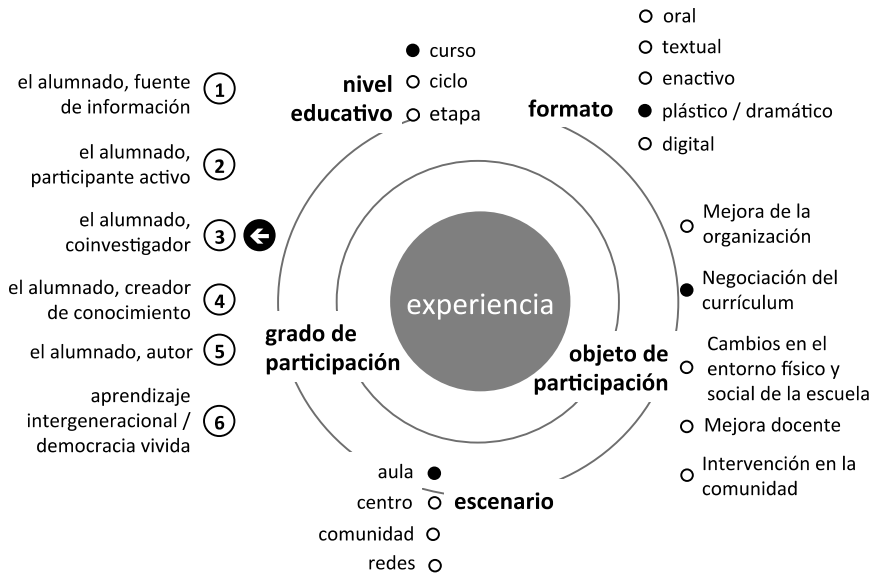 nivel
educativo
curso
ciclo
etapa
formato
oral
textual
enactivo
plástico / dramático
digital
el alumnado, fuente
de información
1
el alumnado,
participante activo
2
el alumnado,
coinvestigador
3
el alumnado, creador
de conocimiento
4
el alumnado, autor
5
aprendizaje
intergeneracional /
democracia vivida
6
grado de
participación
experiencia
objeto de
participación
Mejora de la
organización
Negociación del
currículum
Cambios en el
entorno físico y
social de la escuela
Mejora docente
Intervención en la
comunidad
escenario
aula
centro
comunidad
redes